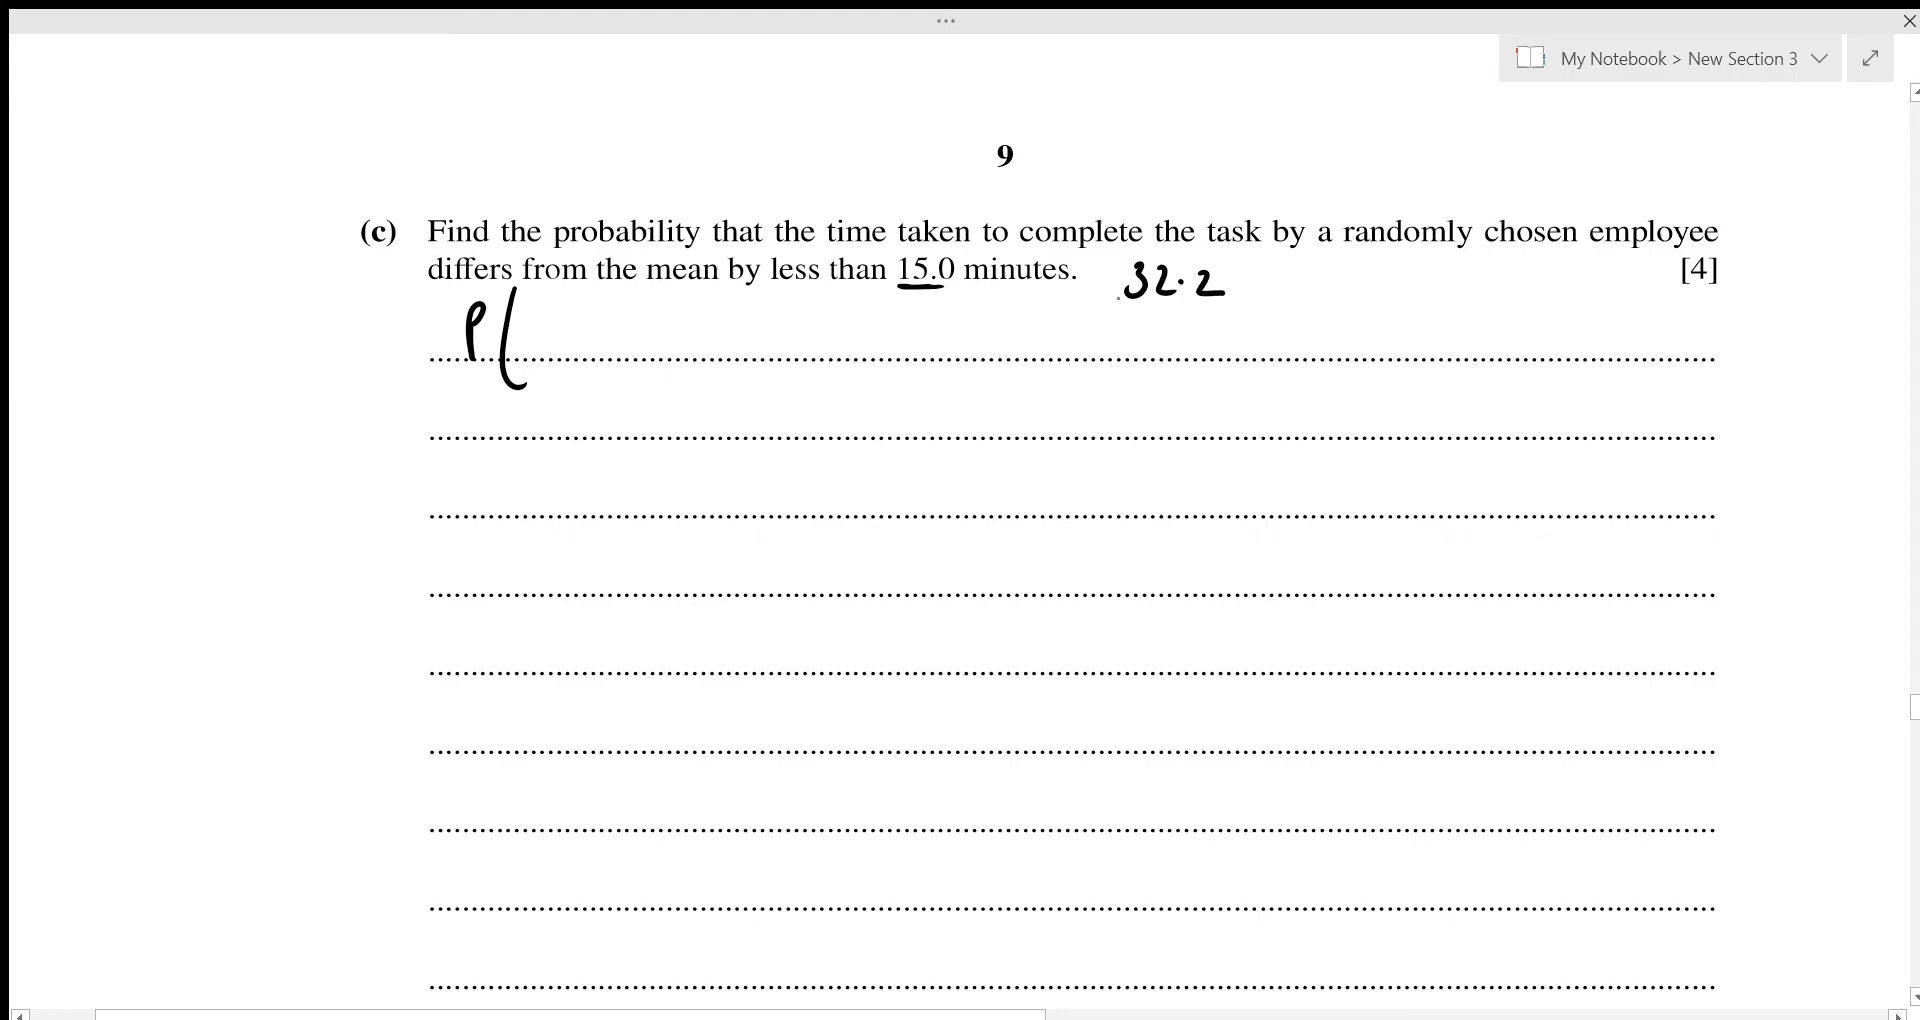 My Notebook > New Section 3
9
(c) Find the probability that the time taken to complete the task by a randomly chosen employee
differs from the mean by less than 15.0 minutes. 32.2 [4]
P(